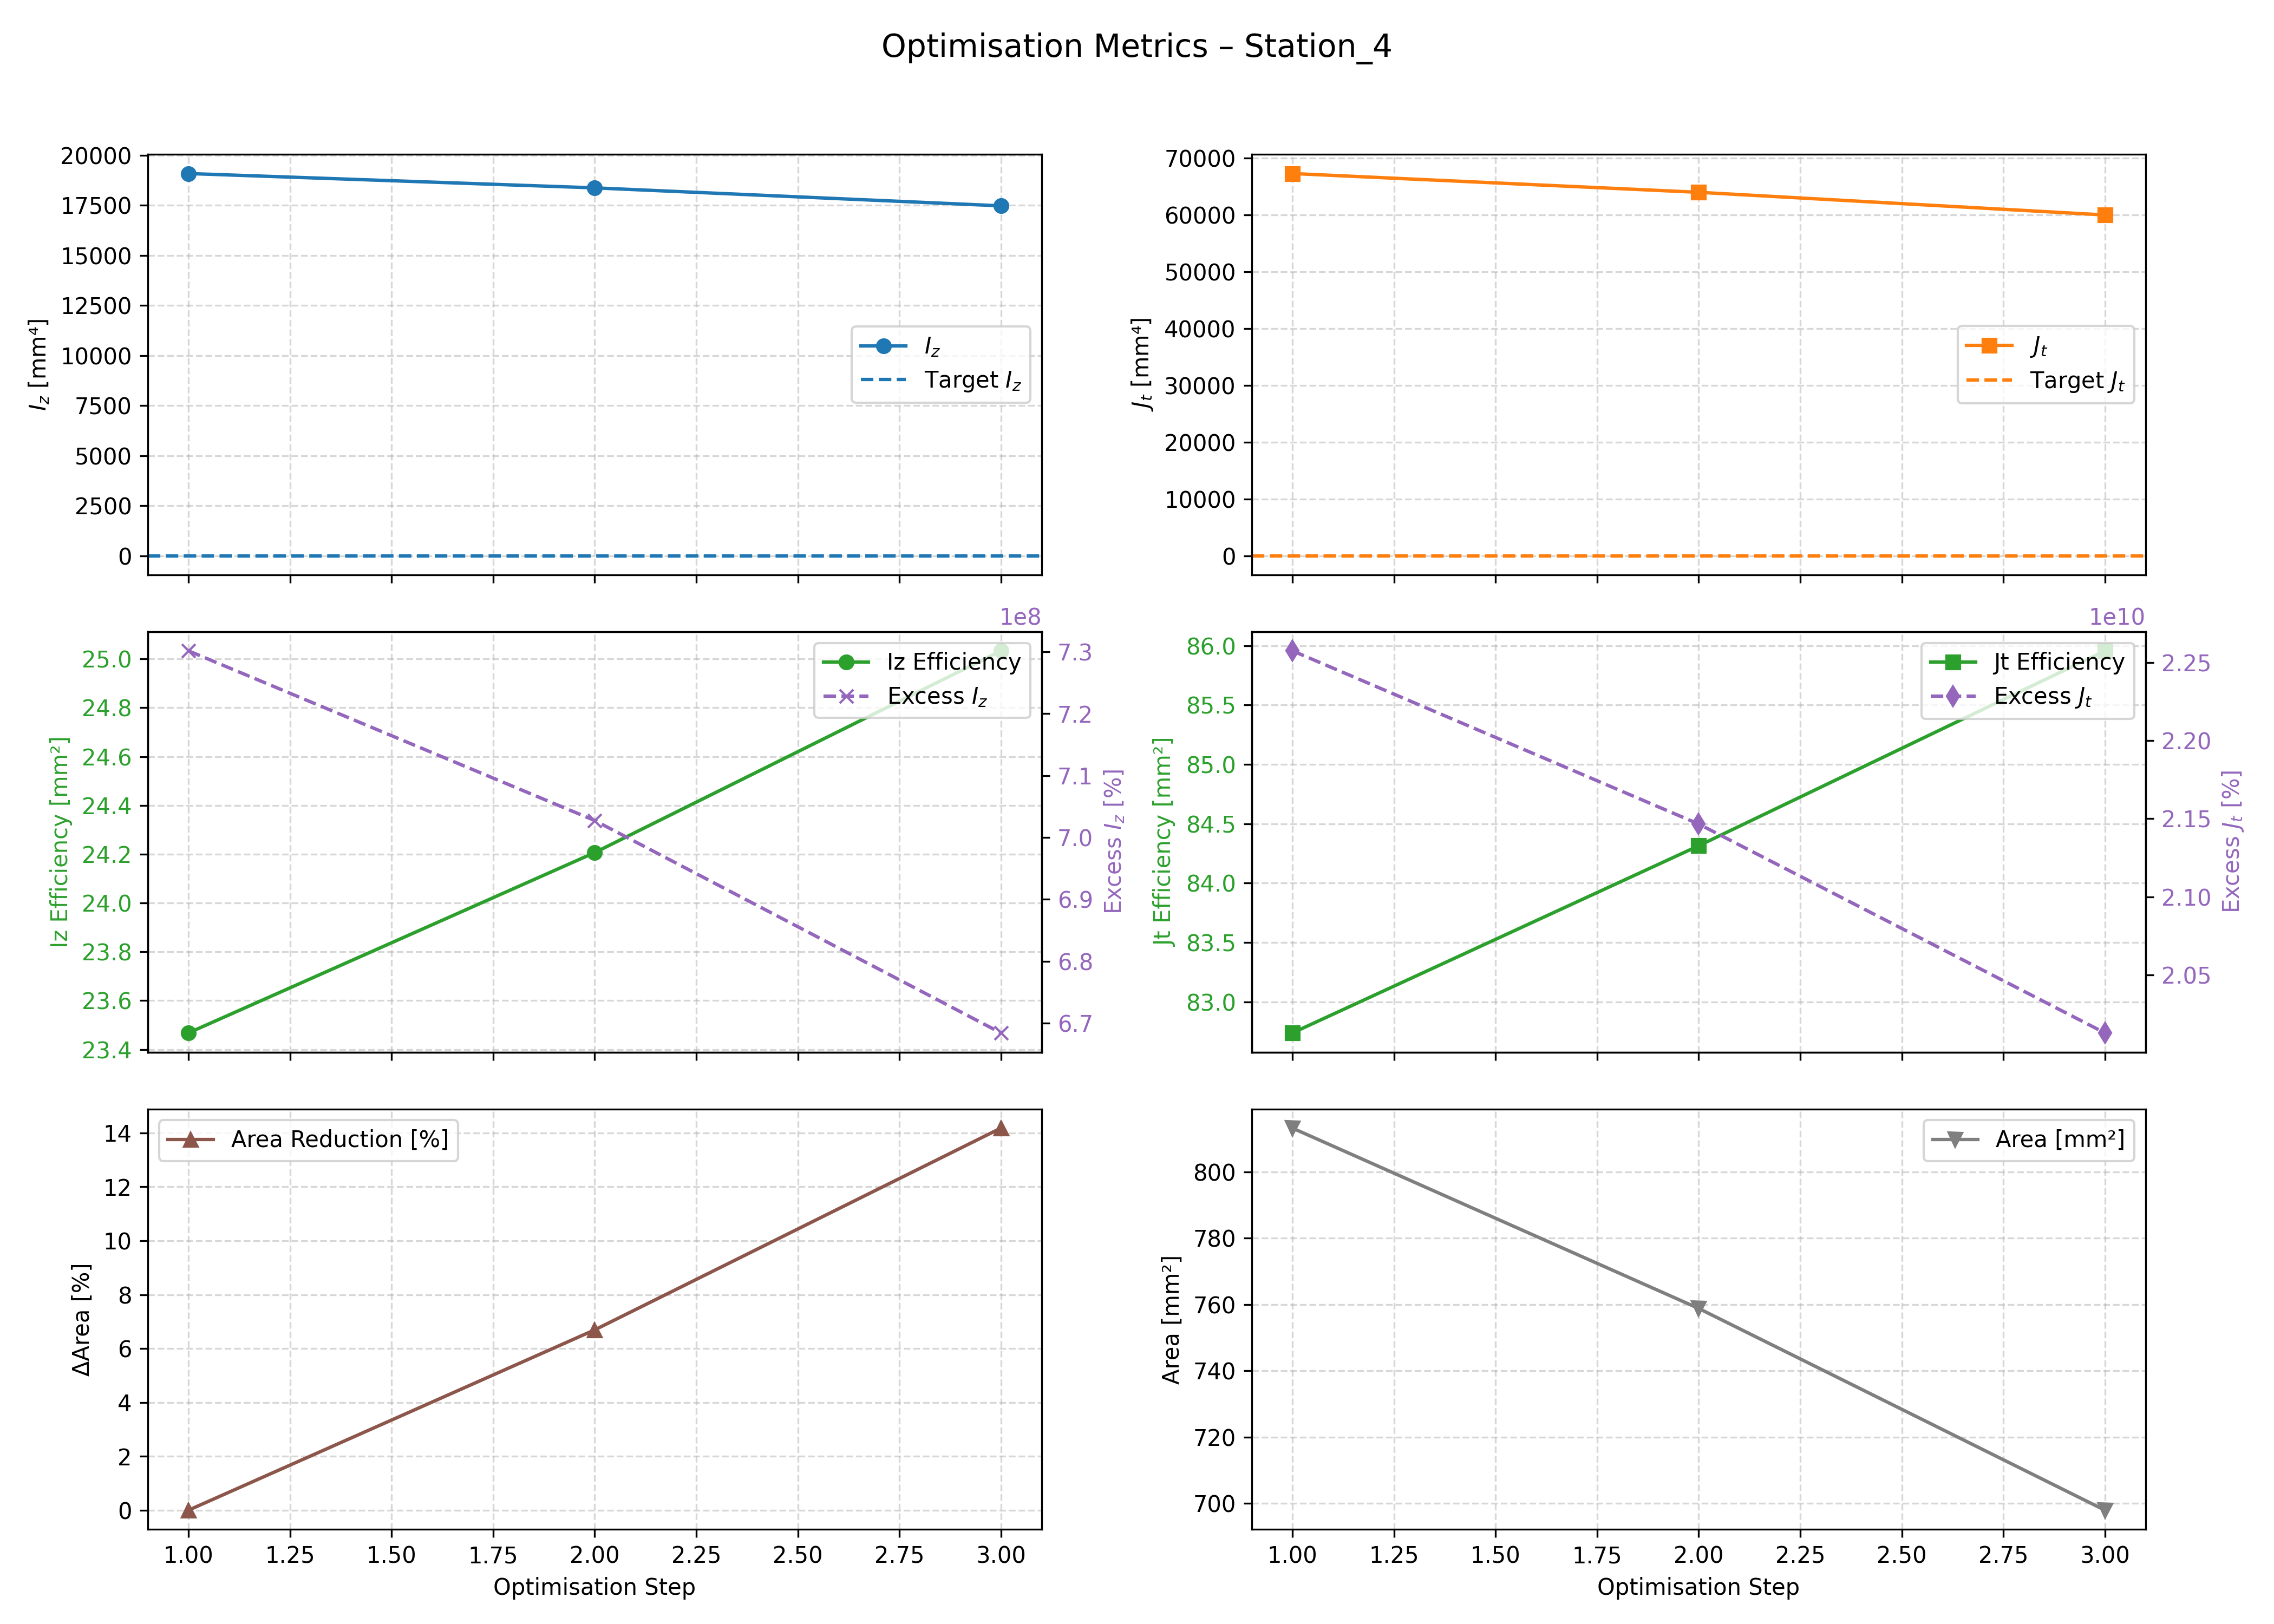 Optimisation Metrics – Station_4
20000
17500
15000
12500
10000
7500
5000
2500
0
I_z [mm⁴]
I_z
Target I_z
70000
60000
50000
40000
30000
20000
10000
0
J_t [mm⁴]
J_t
Target J_t
1e8
25.0
24.8
24.6
24.4
24.2
24.0
23.8
23.6
23.4
Iz Efficiency [mm²]
Iz Efficiency
Excess I_z
7.3
7.2
7.1
7.0
6.9
6.8
6.7
Excess I_z [%]
1e10
86.0
85.5
85.0
84.5
84.0
83.5
83.0
Jt Efficiency [mm²]
Jt Efficiency
Excess J_t
2.25
2.20
2.15
2.10
2.05
Excess J_t [%]
14
12
10
8
6
4
2
0
ΔArea [%]
Area Reduction [%]
1.00 1.25 1.50 1.75 2.00 2.25 2.50 2.75 3.00
Optimisation Step
800
780
760
740
720
700
Area [mm²]
Area [mm²]
1.00 1.25 1.50 1.75 2.00 2.25 2.50 2.75 3.00
Optimisation Step